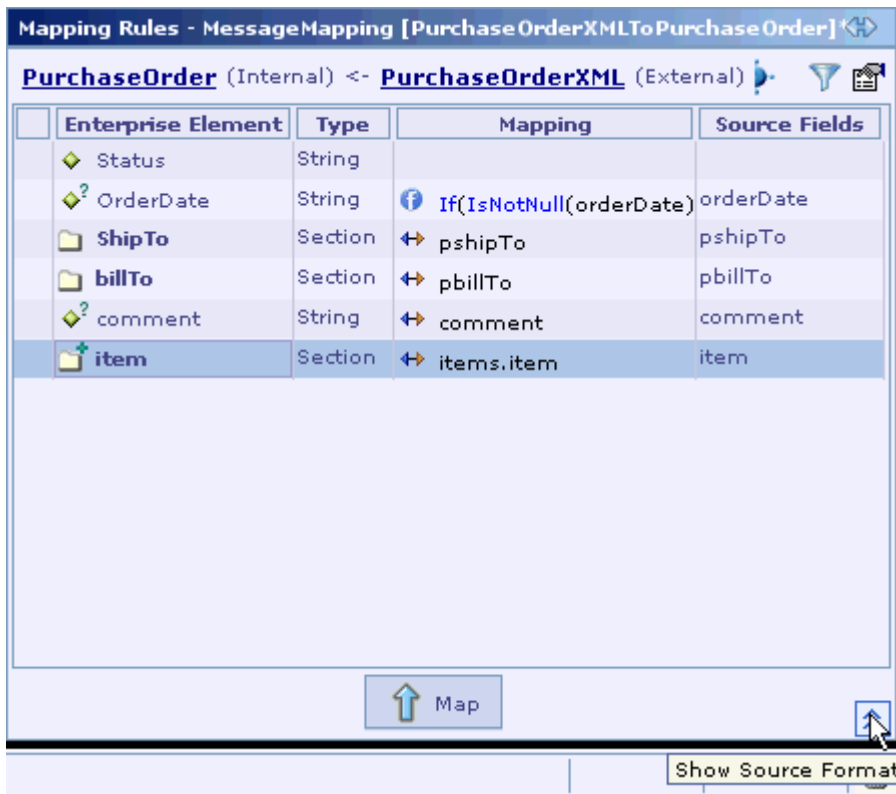 Mapping Rules - MessageMapping [PurchaseOrderXMLToPurchaseOrder]*
PurchaseOrder (Internal) <- PurchaseOrderXML (External)
Enterprise Element Type Mapping Source Fields
Status String
? OrderDate String f If(IsNotNull(orderDate) orderDate
ShipTo Section pshipTo pshipTo
billTo Section pbillTo pbillTo
? comment String comment comment
item Section items.item item
Map
Show Source Format